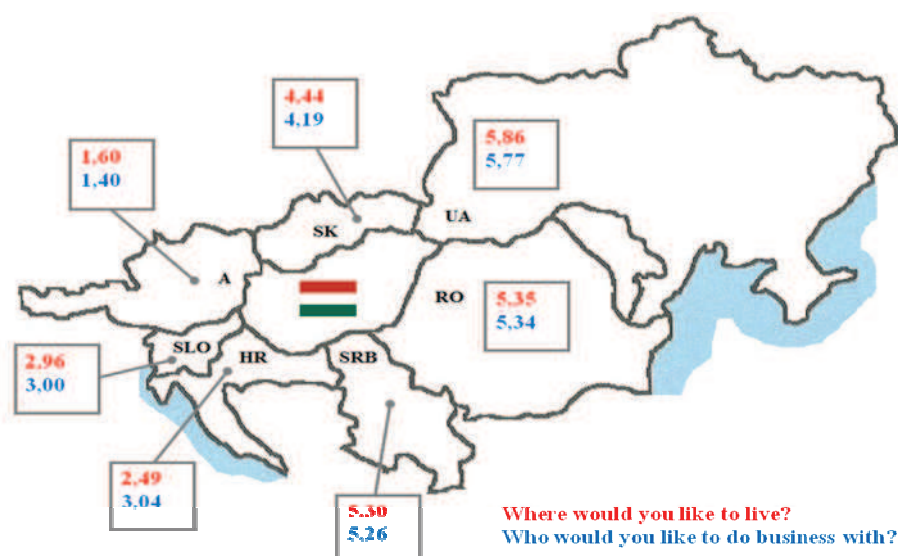 4,44
4,19
5,86
5,77
1,60
1,40
UA
SK
A
RO
5,35
5,34
SLO
HR
SRB
2,96
3,00
2,49
3,04
5,30
5,26
Where would you like to live?
Who would you like to do business with?